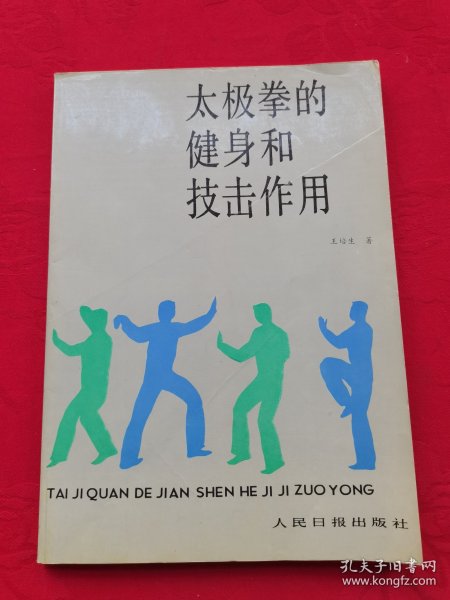 太极拳的
健身和
技击作用
王培生 著
TAI JI QUAN DE JIAN SHEN HE JI JI ZUO YONG
人民日报出版社
孔夫子旧书网
www.kongfz.com